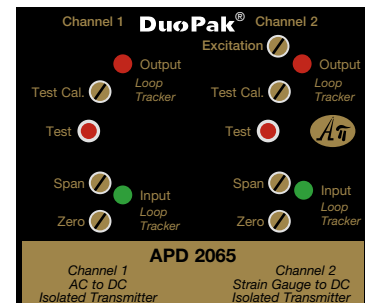 Channel 1 DuoPak® Channel 2
Excitation
Output Output
Test Cal. Loop Tracker Test Cal. Loop Tracker
Test Test
Span Span
Input Input
Loop Tracker Loop Tracker
Zero Zero
APD 2065
Channel 1 Channel 2
AC to DC Strain Gauge to DC
Isolated Transmitter Isolated Transmitter